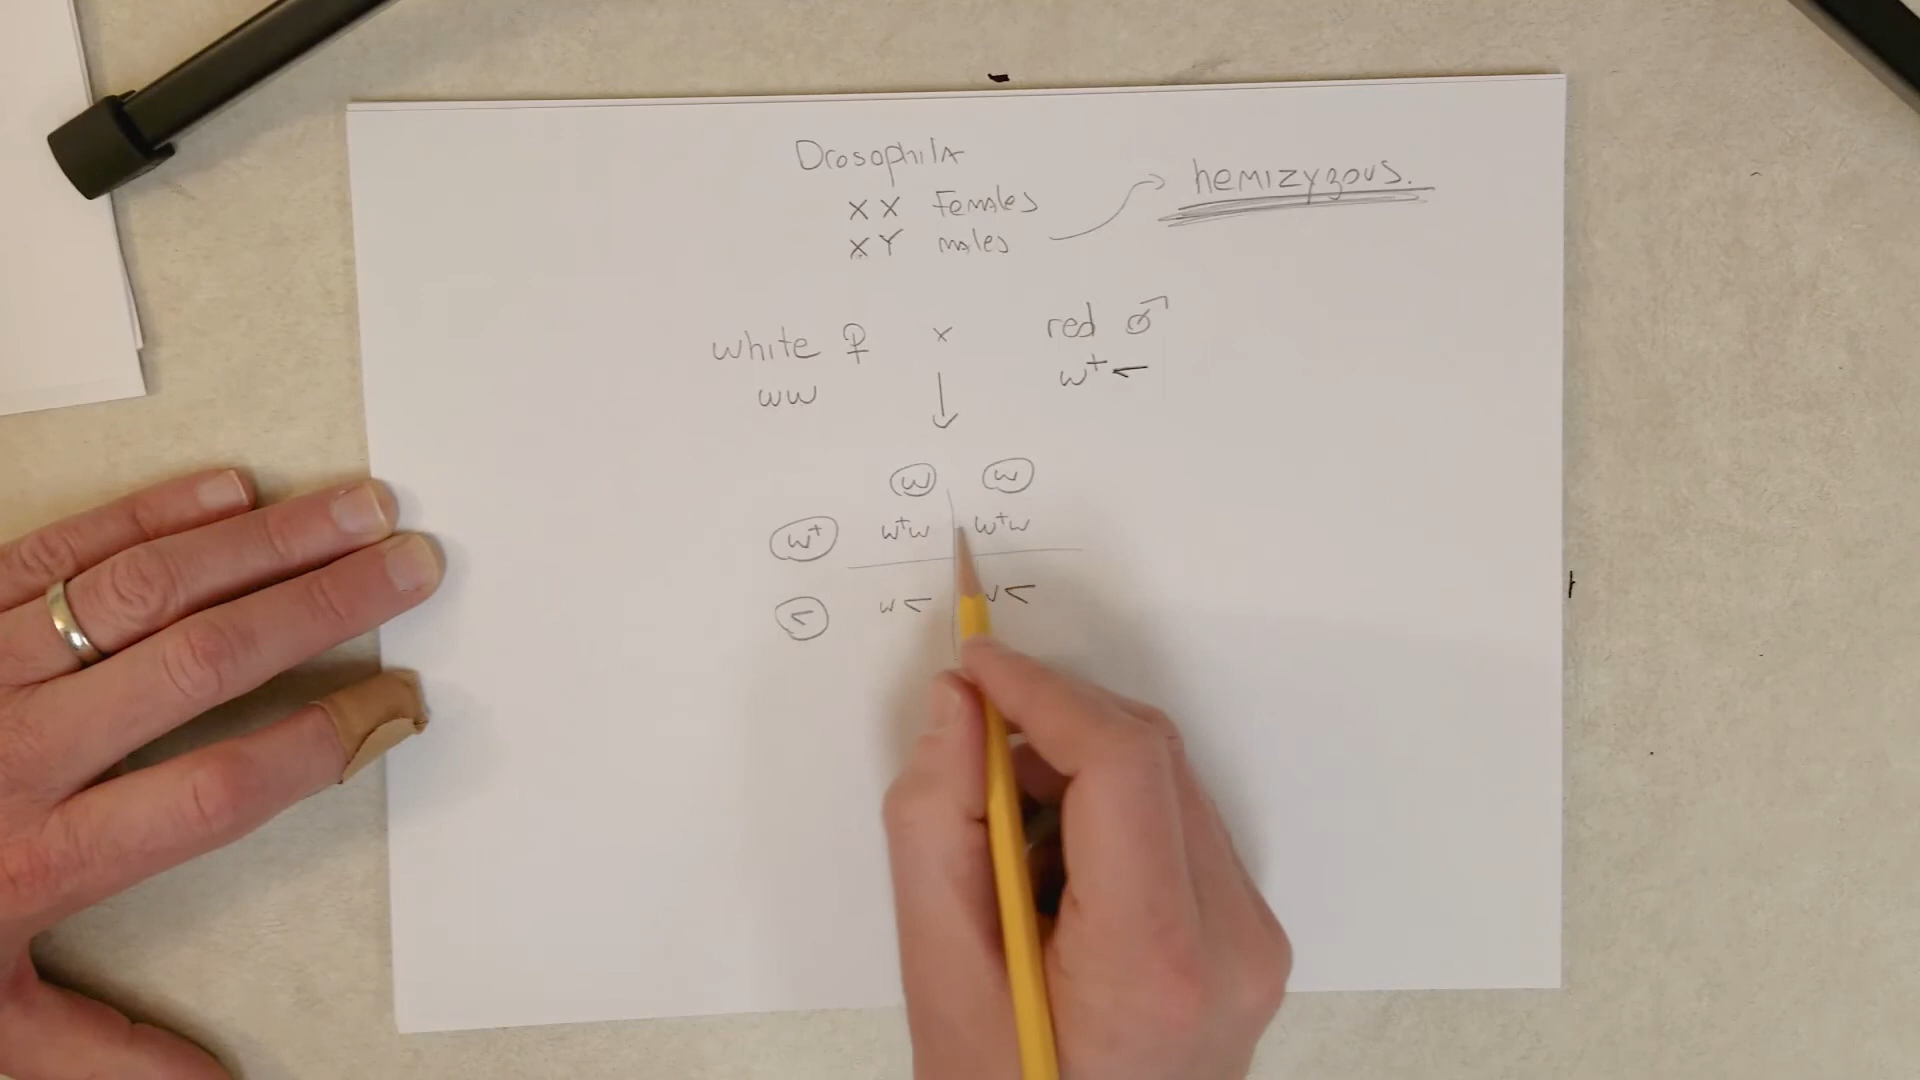 Drosophila
XX Females
XY males
hemizygous.
white ♀ × red ♂
ww w⁺ <
w w
w⁺ w⁺w w⁺w
< w< <